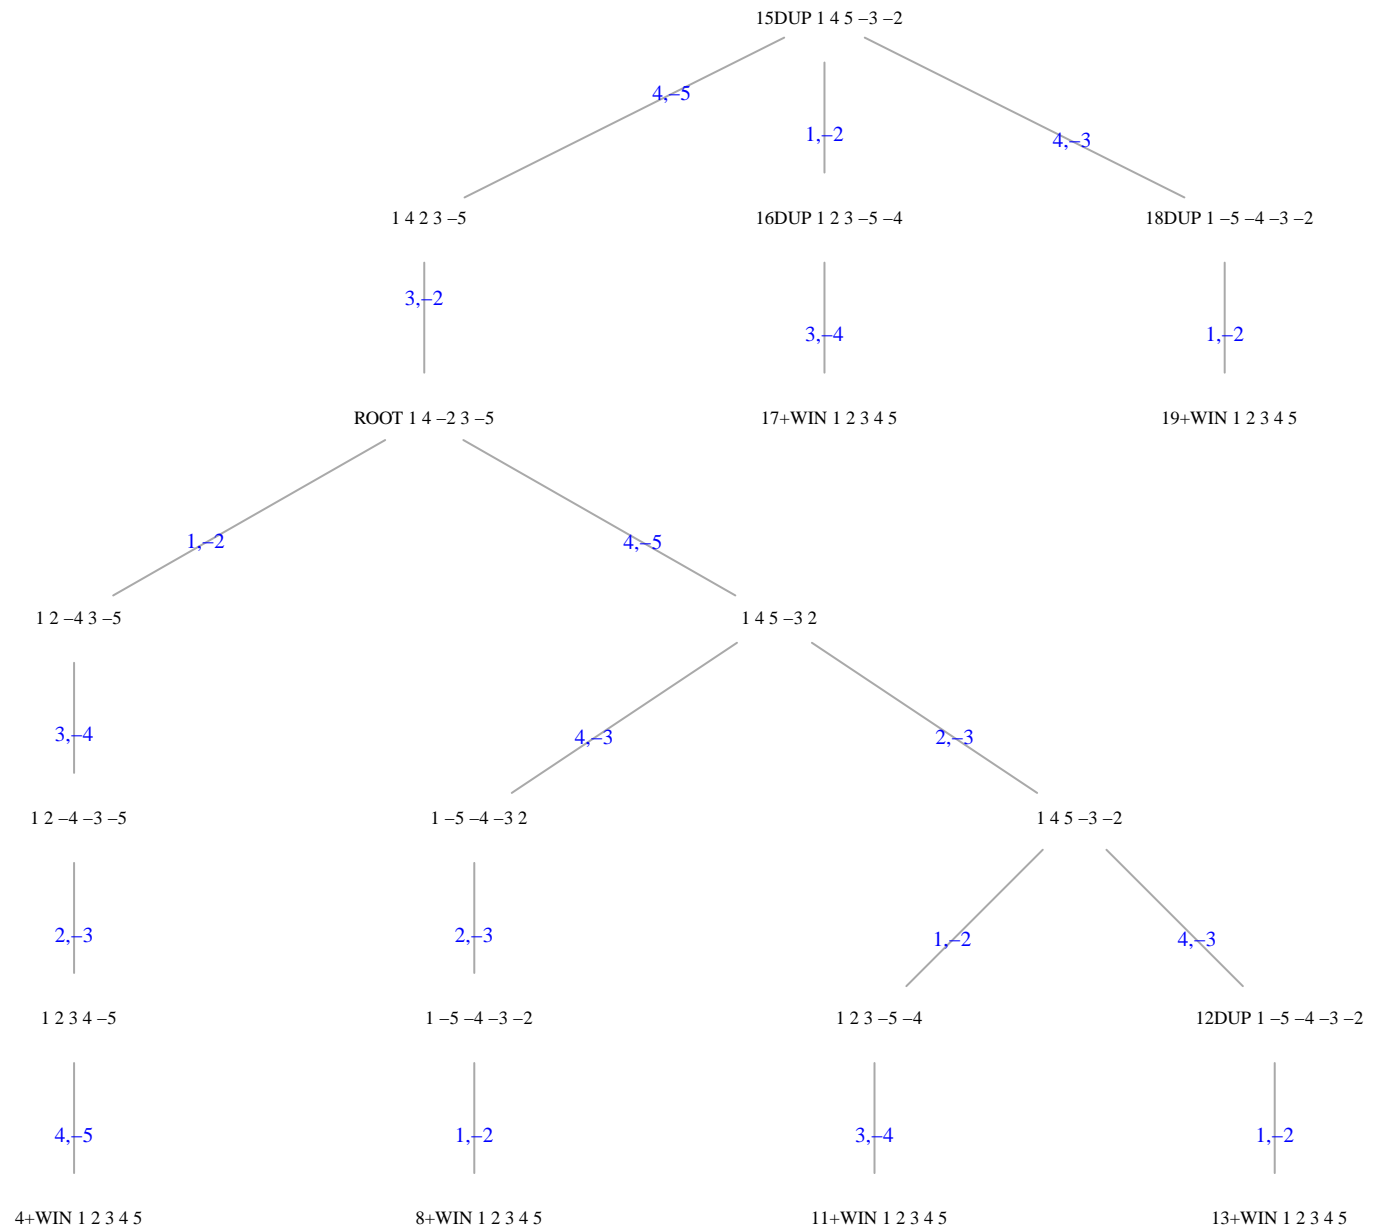 15DUP 1 4 5 –3 –2
4,–5
1,–2
4,–3
1 4 2 3 –5
16DUP 1 2 3 –5 –4
18DUP 1 –5 –4 –3 –2
3,–2
3,–4
1,–2
ROOT 1 4 –2 3 –5
17+WIN 1 2 3 4 5
19+WIN 1 2 3 4 5
1,–2
4,–5
1 2 –4 3 –5
1 4 5 –3 2
3,–4
4,–3
2,–3
1 2 –4 –3 –5
1 –5 –4 –3 2
1 4 5 –3 –2
2,–3
2,–3
1,–2
4,–3
1 2 3 4 –5
1 –5 –4 –3 –2
1 2 3 –5 –4
12DUP 1 –5 –4 –3 –2
4,–5
1,–2
3,–4
1,–2
4+WIN 1 2 3 4 5
8+WIN 1 2 3 4 5
11+WIN 1 2 3 4 5
13+WIN 1 2 3 4 5